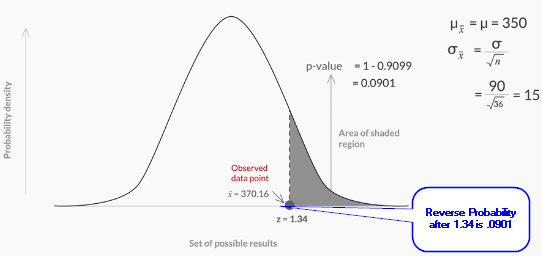 μx̄ = μ = 350
σx̄ = σ/√n
= 90/√36 = 15
p-value = 1 - 0.9099
= 0.0901
Probability density
Area of shaded
region
Observed
data point
x̄ = 370.16
z = 1.34
Reverse Probability
after 1.34 is .0901
Set of possible results